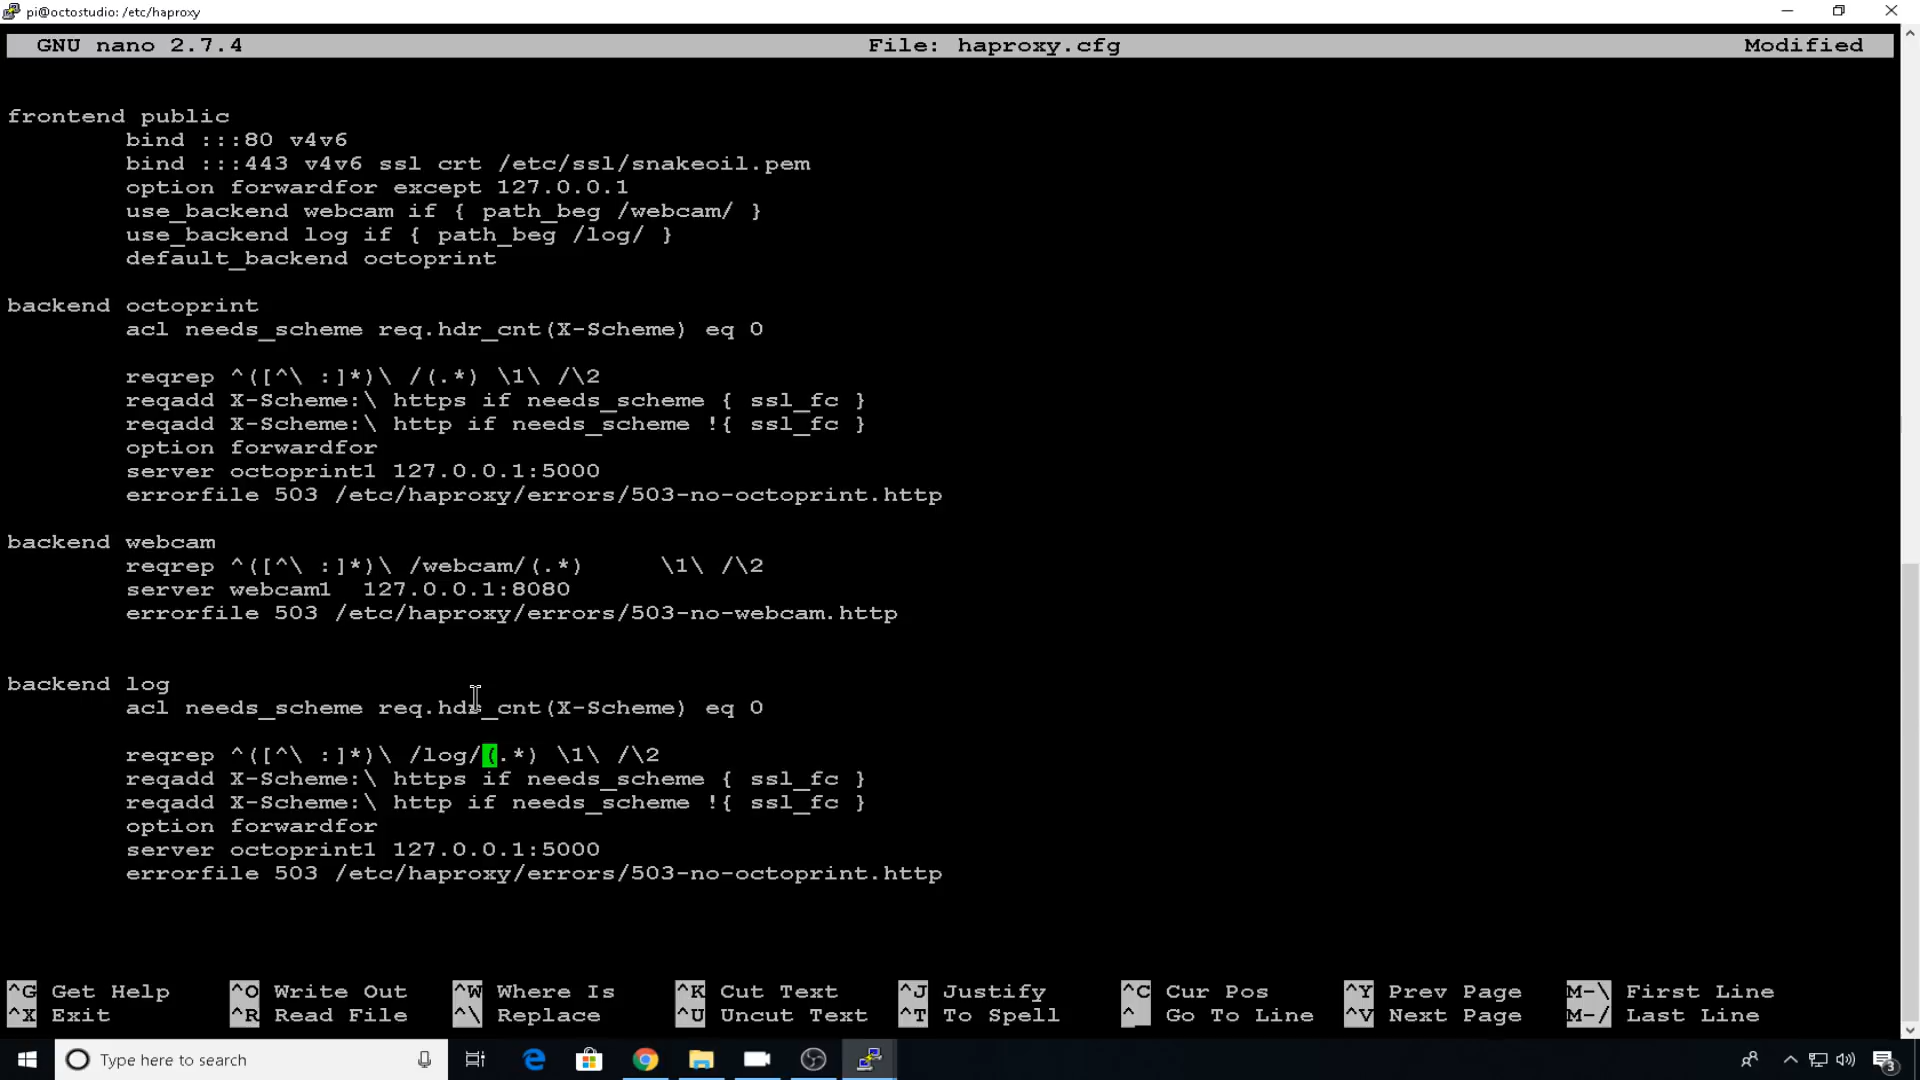 pi@octostudio: /etc/haproxy
GNU nano 2.7.4 File: haproxy.cfg Modified
frontend public
bind :::80 v4v6
bind :::443 v4v6 ssl crt /etc/ssl/snakeoil.pem
option forwardfor except 127.0.0.1
use_backend webcam if { path_beg /webcam/ }
use_backend log if { path_beg /log/ }
default_backend octoprint
backend octoprint
acl needs_scheme req.hdr_cnt(X-Scheme) eq 0
reqrep ^([^\ :]*)\ /(.*) \1\ /\2
reqadd X-Scheme:\ https if needs_scheme { ssl_fc }
reqadd X-Scheme:\ http if needs_scheme !{ ssl_fc }
option forwardfor
server octoprint1 127.0.0.1:5000
errorfile 503 /etc/haproxy/errors/503-no-octoprint.http
backend webcam
reqrep ^([^\ :]*)\ /webcam/(.*) \1\ /\2
server webcam1 127.0.0.1:8080
errorfile 503 /etc/haproxy/errors/503-no-webcam.http
backend log
acl needs_scheme req.hdr_cnt(X-Scheme) eq 0
reqrep ^([^\ :]*)\ /log/(.*) \1\ /\2
reqadd X-Scheme:\ https if needs_scheme { ssl_fc }
reqadd X-Scheme:\ http if needs_scheme !{ ssl_fc }
option forwardfor
server octoprint1 127.0.0.1:5000
errorfile 503 /etc/haproxy/errors/503-no-octoprint.http
^G Get Help ^O Write Out ^W Where Is ^K Cut Text ^J Justify ^C Cur Pos ^Y Prev Page M-\ First Line
^X Exit ^R Read File ^\ Replace ^U Uncut Text ^T To Spell ^_ Go To Line ^V Next Page M-/ Last Line
Type here to search
3